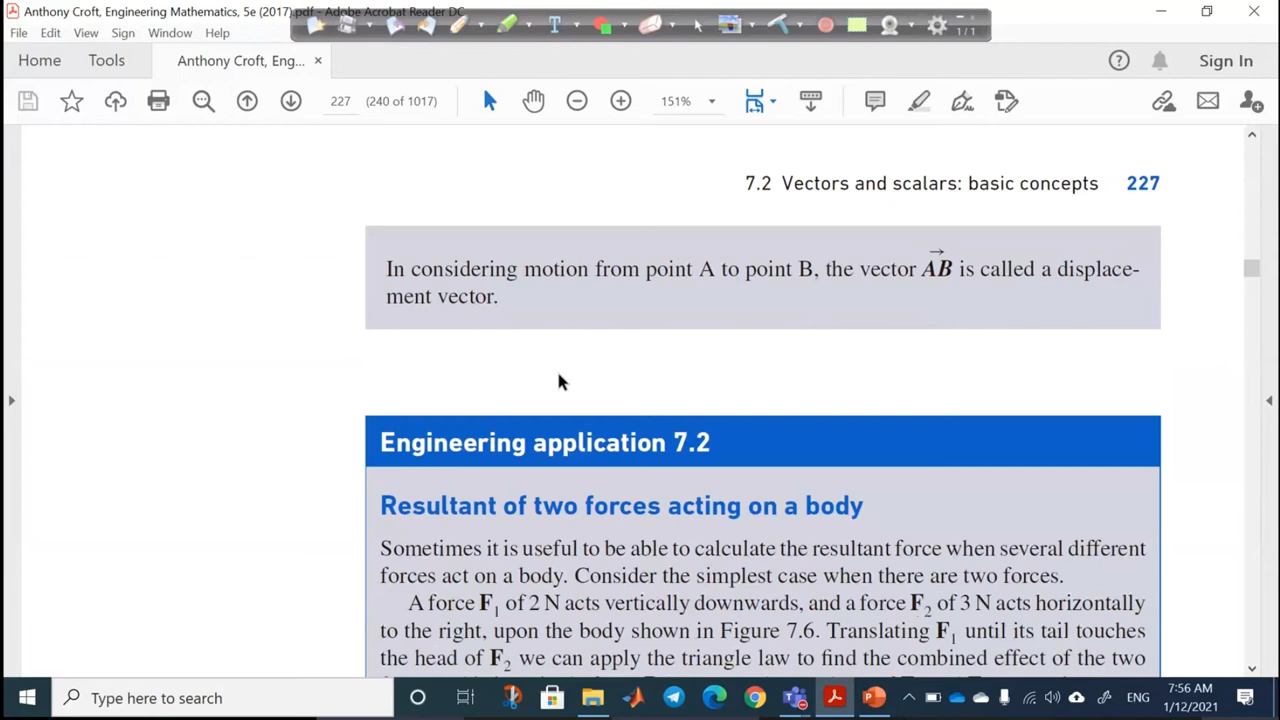 Anthony Croft, Engineering Mathematics, 5e (2017).pdf - Adobe Acrobat Reader DC
File Edit View Sign Window Help
1/1
Home Tools Anthony Croft, Eng... × Sign In
227 (240 of 1017) 151%
7.2 Vectors and scalars: basic concepts 227
In considering motion from point A to point B, the vector $\overrightarrow{AB}$ is called a displace-
ment vector.
Engineering application 7.2
Resultant of two forces acting on a body
Sometimes it is useful to be able to calculate the resultant force when several different
forces act on a body. Consider the simplest case when there are two forces.
A force F₁ of 2 N acts vertically downwards, and a force F₂ of 3 N acts horizontally
to the right, upon the body shown in Figure 7.6. Translating F₁ until its tail touches
the head of F₂ we can apply the triangle law to find the combined effect of the two
Type here to search
ENG
7:56 AM
1/12/2021